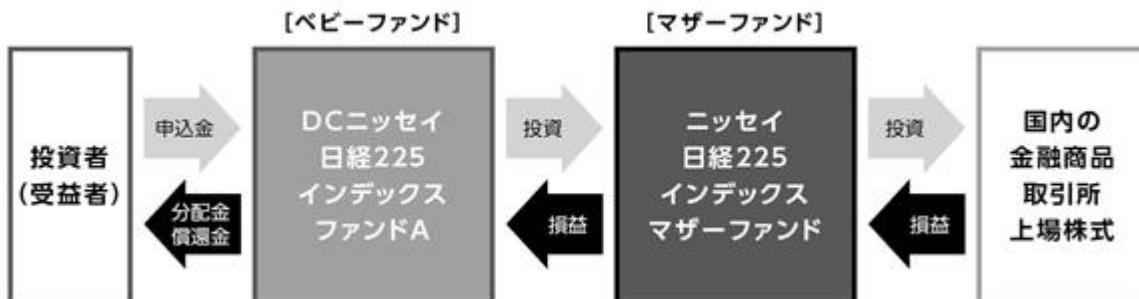 [ベビーファンド]
[マザーファンド]
投資者
(受益者)
申込金
分配金
償還金
DCニッセイ
日経225
インデックス
ファンドA
投資
損益
ニッセイ
日経225
インデックス
マザーファンド
投資
損益
国内の
金融商品
取引所
上場株式